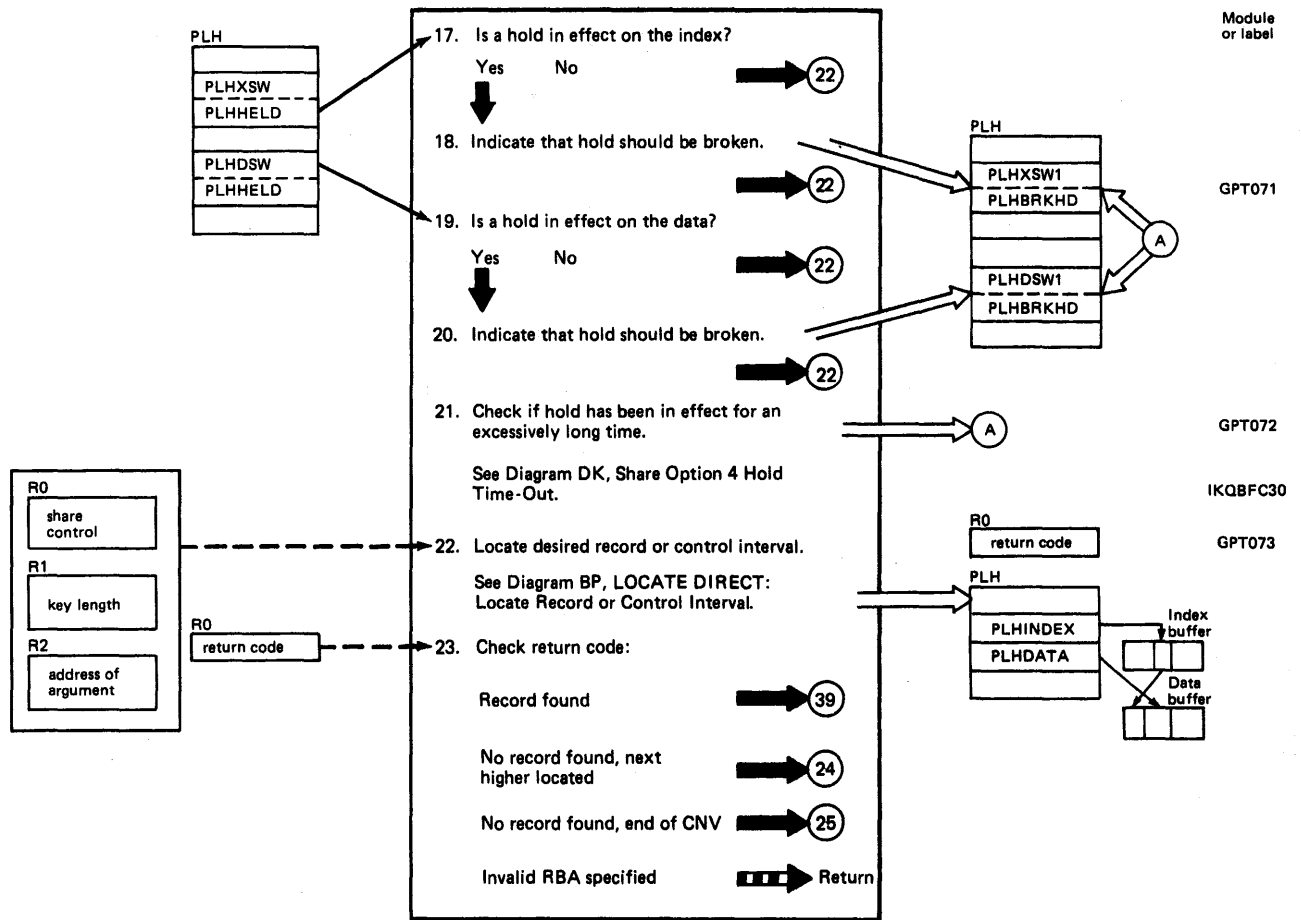 Module
or label
PLH
PLHXSW
PLHHELD
PLHDSW
PLHHELD
17. Is a hold in effect on the index?
Yes No
22
18. Indicate that hold should be broken.
22
PLH
PLHXSW1
PLHBRKHD
PLHDSW1
PLHBRKHD
A
GPT071
19. Is a hold in effect on the data?
Yes No
22
20. Indicate that hold should be broken.
22
21. Check if hold has been in effect for an
excessively long time.
A
GPT072
See Diagram DK, Share Option 4 Hold
Time-Out.
IKQBFC30
R0
share
control
R1
key length
R2
address of
argument
22. Locate desired record or control interval.
R0
return code
GPT073
See Diagram BP, LOCATE DIRECT:
Locate Record or Control Interval.
PLH
PLHINDEX
PLHDATA
Index
buffer
Data
buffer
R0
return code
23. Check return code:
Record found
39
No record found, next
higher located
24
No record found, end of CNV
25
Invalid RBA specified
Return